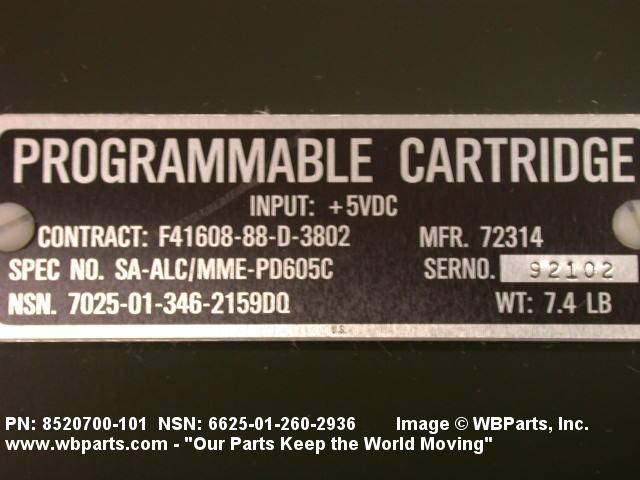 PROGRAMMABLE CARTRIDGE
INPUT: +5VDC
CONTRACT: F41608-88-D-3802 MFR. 72314
SPEC NO. SA-ALC/MME-PD605C SERNO. 92102
NSN. 7025-01-346-2159DQ WT: 7.4 LB
U.S.
PN: 8520700-101 NSN: 6625-01-260-2936 Image © WBParts, Inc.
www.wbparts.com - "Our Parts Keep the World Moving"